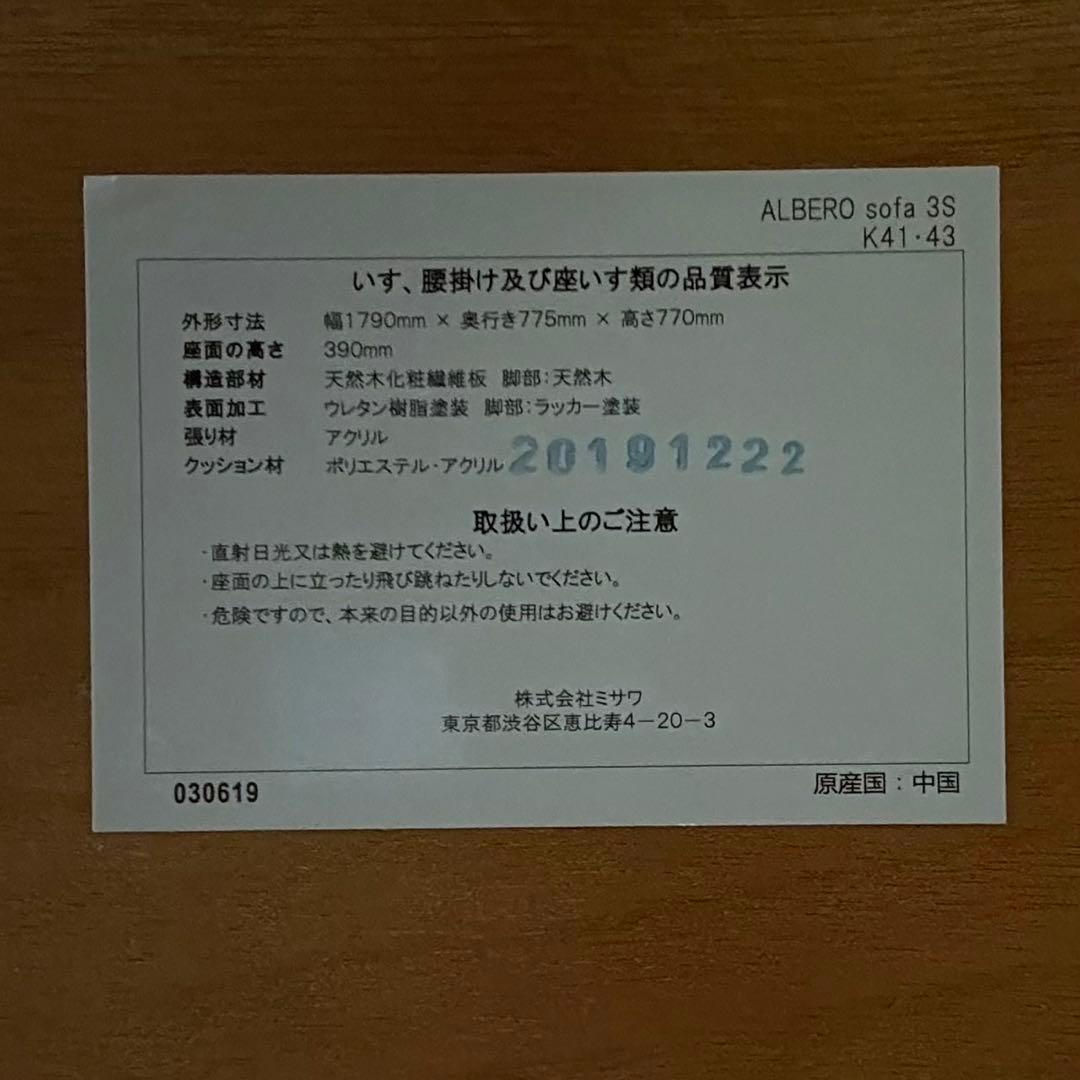 ALBERO sofa 3S
K41・43
いす、腰掛け及び座いす類の品質表示
外形寸法 幅1790mm × 奥行き775mm × 高さ770mm
座面の高さ 390mm
構造部材 天然木化粧繊維板 脚部：天然木
表面加工 ウレタン樹脂塗装 脚部：ラッカー塗装
張り材 アクリル
クッション材 ポリエステル・アクリル 20191222
取扱い上のご注意
・直射日光又は熱を避けてください。
・座面の上に立ったり飛び跳ねたりしないでください。
・危険ですので、本来の目的以外の使用はお避けください。
株式会社ミサワ
東京都渋谷区恵比寿4－20－3
030619 原産国：中国